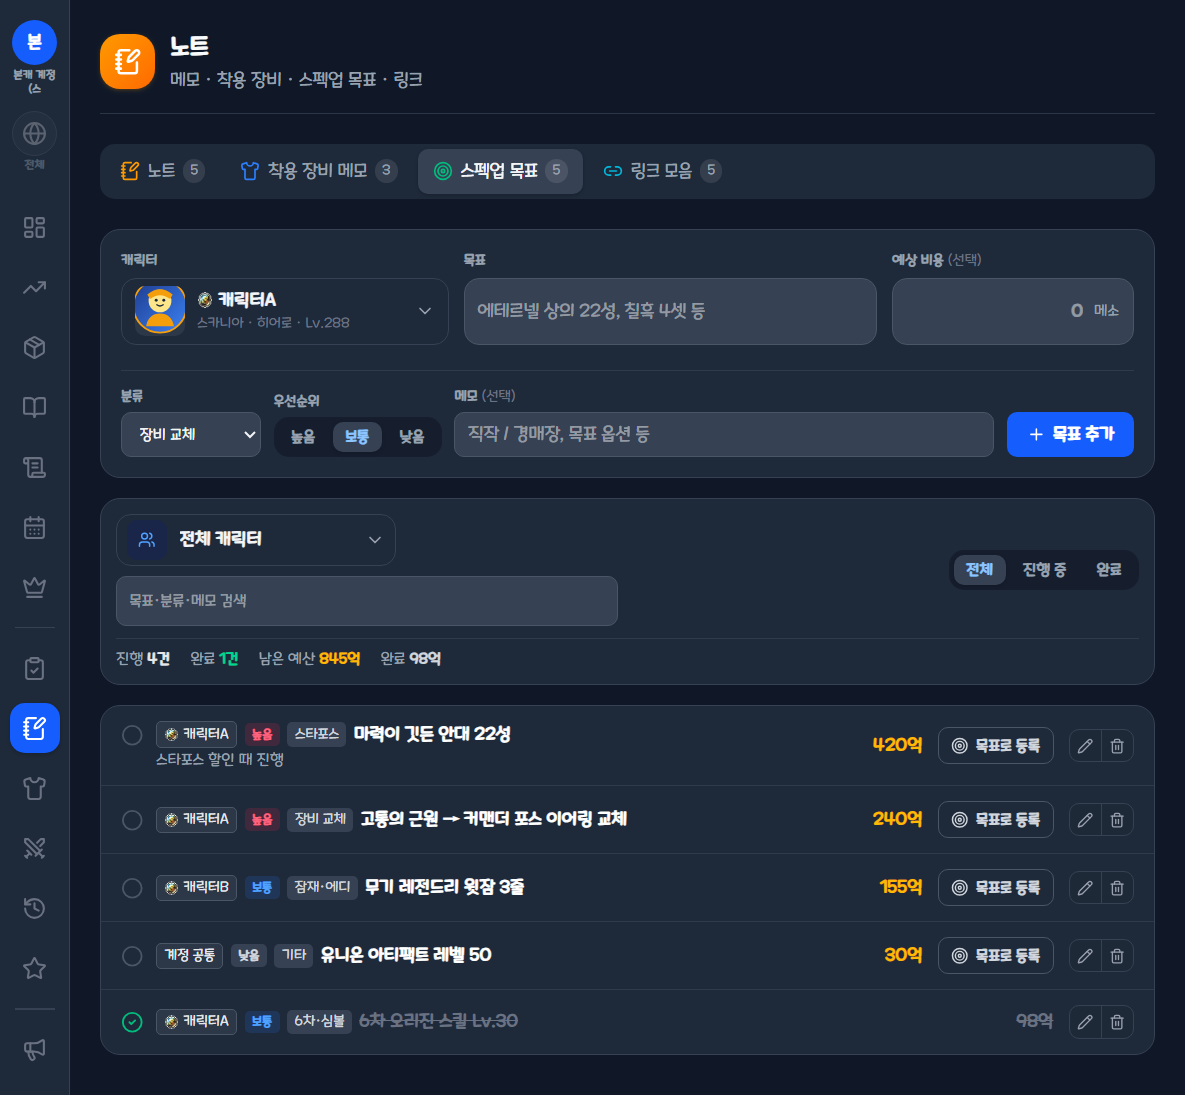 본
본캐 계정
(스
전체
노트
메모 · 착용 장비 · 스펙업 목표 · 링크
노트 5
착용 장비 메모 3
스펙업 목표 5
링크 모음 5
캐릭터
목표
예상 비용 (선택)
캐릭터A
스카니아 · 히어로 · Lv.288
에테르넬 상의 22성, 칠흑 4셋 등
0 메소
분류
우선순위
메모 (선택)
장비 교체
높음 보통 낮음
직작 / 경매장, 목표 옵션 등
+ 목표 추가
전체 캐릭터
목표·분류·메모 검색
전체 진행 중 완료
진행 4건 완료 1건 남은 예산 845억 완료 98억
캐릭터A 높음 스타포스 마력이 깃든 안대 22성
스타포스 할인 때 진행
420억 목표로 등록
캐릭터A 높음 장비 교체 고통의 근원 → 커맨더 포스 이어링 교체 240억 목표로 등록
캐릭터B 보통 잠재·에디 무기 레전드리 윗잠 3줄 155억 목표로 등록
계정 공통 낮음 기타 유니온 아티팩트 레벨 50 30억 목표로 등록
캐릭터A 보통 6차·심볼 6차 오리진 스킬 Lv.30 98억